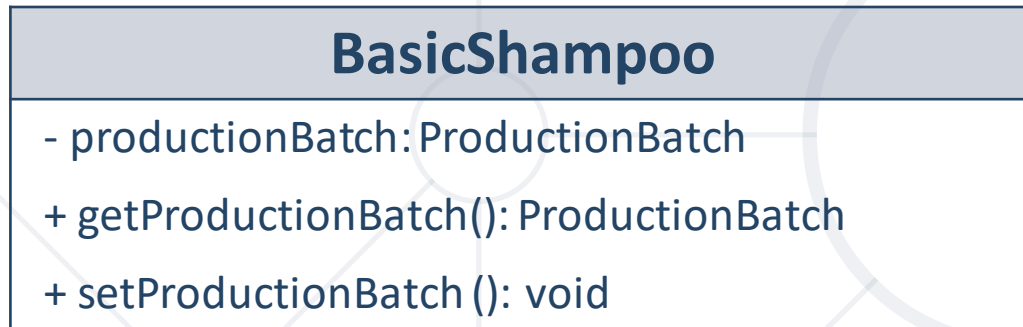 BasicShampoo
- productionBatch: ProductionBatch
+ getProductionBatch(): ProductionBatch
+ setProductionBatch (): void